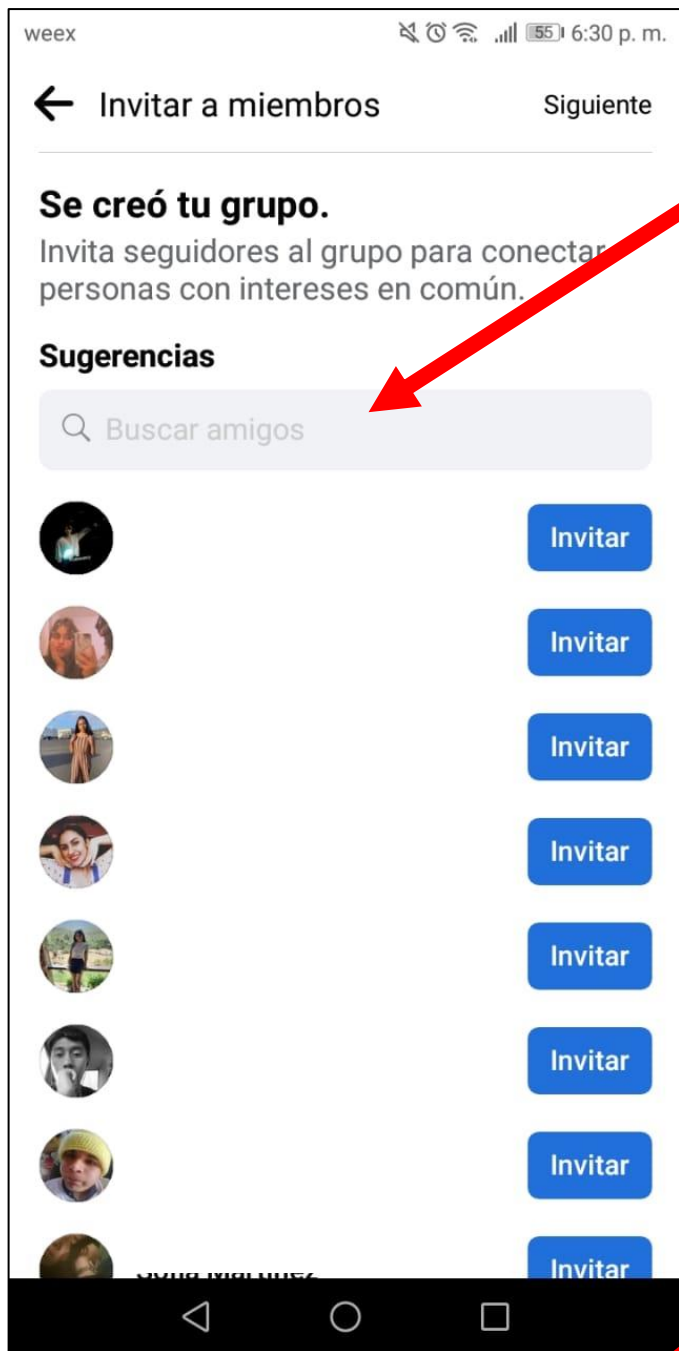 weex 55 6:30 p. m.
Invitar a miembros Siguiente
Se creó tu grupo.
Invita seguidores al grupo para conectar
personas con intereses en común.
Sugerencias
Buscar amigos
Invitar
Invitar
Invitar
Invitar
Invitar
Invitar
Invitar
Invitar